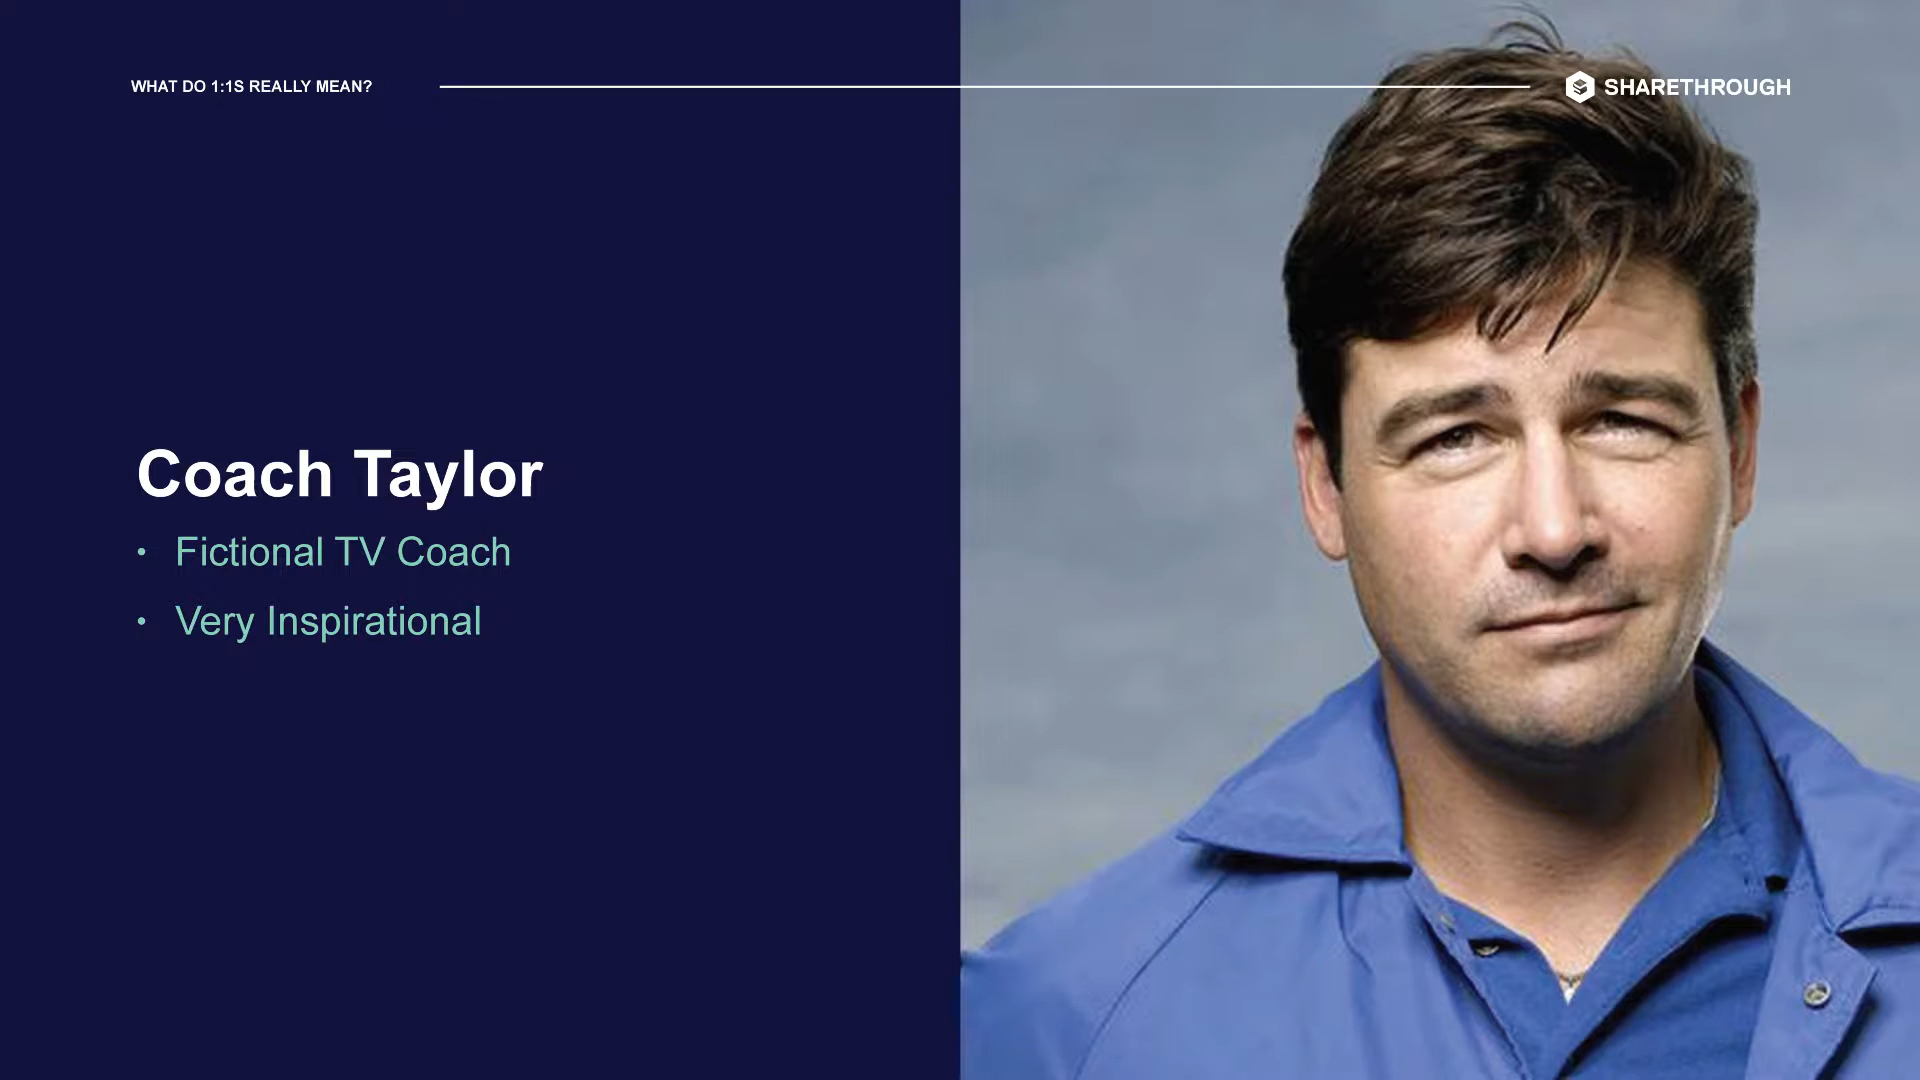 WHAT DO 1:1S REALLY MEAN?
SHARETHROUGH
Coach Taylor
• Fictional TV Coach
• Very Inspirational